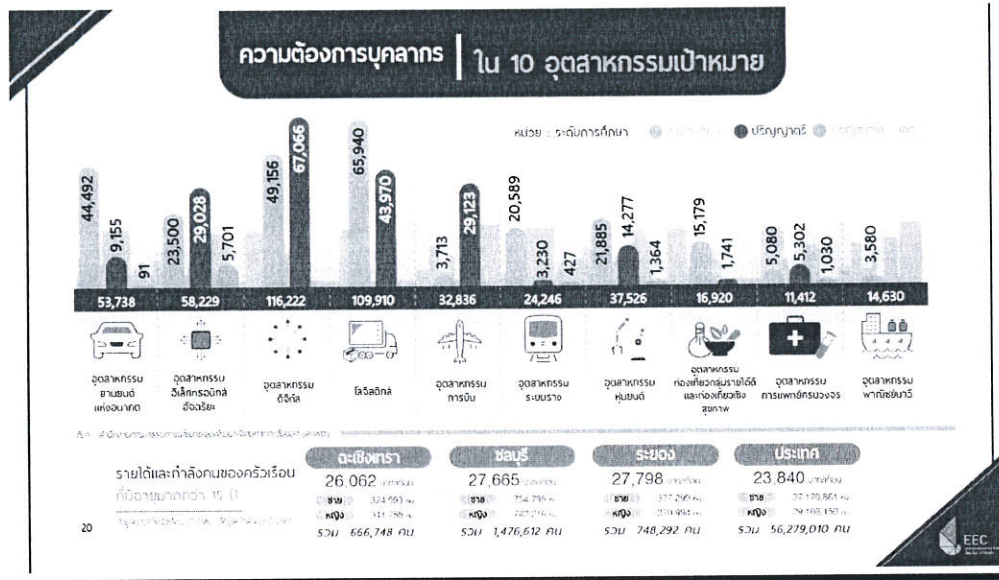 ความต้องการบุคลากร | ใน 10 อุตสาหกรรมเป้าหมาย
หน่วย : ระดับการศึกษา ปริญญาตรี
44,492 9,155 91
23,500 29,028 5,701
49,156 67,066
65,940 43,970
3,713 29,123
20,589 3,230 427
21,885 14,277 1,364
15,179 1,741
5,080 5,302 1,030
3,580
53,738 58,229 116,222 109,910 32,836 24,246 37,526 16,920 11,412 14,630
อุตสาหกรรม
ยานยนต์
แห่งอนาคต
อุตสาหกรรม
อิเล็กทรอนิกส์
อัจฉริยะ
อุตสาหกรรม
ดิจิทัล
โลจิสติกส์
อุตสาหกรรม
การบิน
อุตสาหกรรม
ระบบราง
อุตสาหกรรม
หุ่นยนต์
อุตสาหกรรม
ท่องเที่ยวกลุ่มรายได้ดี
และท่องเที่ยวเชิง
สุขภาพ
อุตสาหกรรม
การแพทย์ครบวงจร
อุตสาหกรรม
พาณิชย์นาวี
รายได้และกำลังคนของครัวเรือน
ที่มีอายุมากกว่า 15 ปี
ฉะเชิงเทรา
26,062
ชาย
หญิง
รวม 666,748 คน
ชลบุรี
27,665
ชาย
หญิง
รวม 1,476,612 คน
ระยอง
27,798
ชาย
หญิง
รวม 748,292 คน
ประเทศ
23,840
ชาย
หญิง
รวม 56,279,010 คน
20
EEC